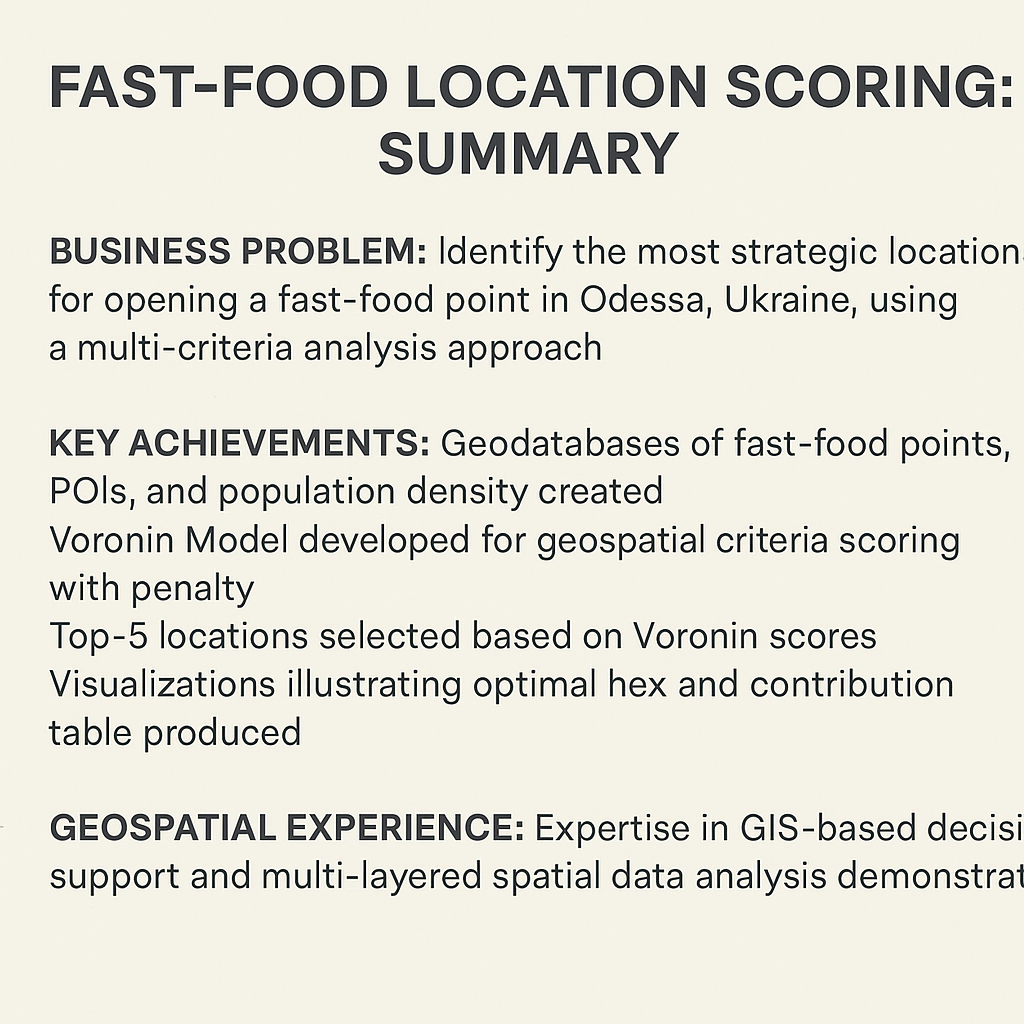 FAST-FOOD LOCATION SCORING:
SUMMARY
BUSINESS PROBLEM: Identify the most strategic location
for opening a fast-food point in Odessa, Ukraine, using
a multi-criteria analysis approach
KEY ACHIEVEMENTS: Geodatabases of fast-food points,
POIs, and population density created
Voronin Model developed for geospatial criteria scoring
with penalty
Top-5 locations selected based on Voronin scores
Visualizations illustrating optimal hex and contribution
table produced
GEOSPATIAL EXPERIENCE: Expertise in GIS-based decisi
support and multi-layered spatial data analysis demonstrat